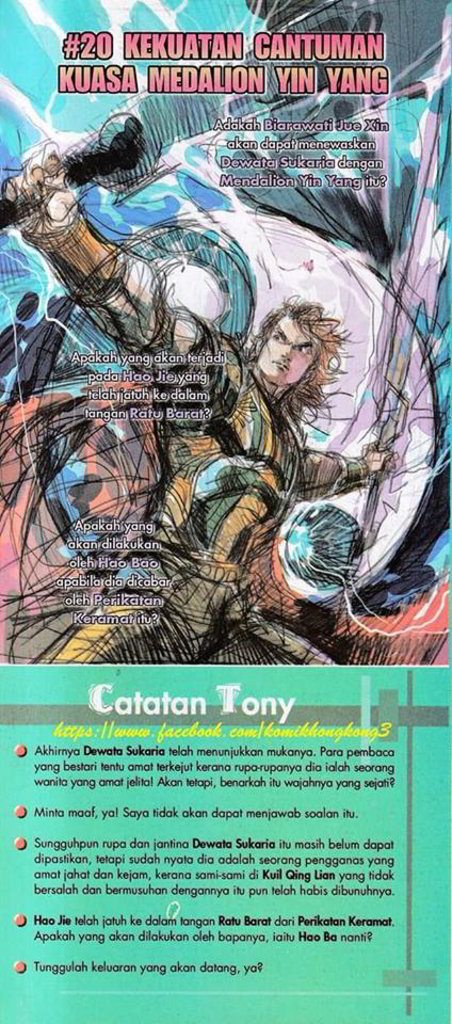 #20 KEKUATAN CANTUMAN
KUASA MEDALION YIN YANG
Adakah Biarawati Jue Xin
akan dapat menewaskan
Dewata Sukaria dengan
Mendalion Yin Yang itu?
Apakah yang akan terjadi
pada Hao Jie yang
telah jatuh ke dalam
tangan Ratu Barat?
Apakah yang
akan dilakukan
oleh Hao Bao
apabila dia dicabar
oleh Perikatan
Keramat itu?
Catatan Tony
https://www.facebook.com/komikhongkong3
Akhirnya Dewata Sukaria telah menunjukkan mukanya. Para pembaca
yang bestari tentu amat terkejut kerana rupa-rupanya dia ialah seorang
wanita yang amat jelita! Akan tetapi, benarkah itu wajahnya yang sejati?
Minta maaf, ya! Saya tidak akan dapat menjawab soalan itu.
Sungguhpun rupa dan jantina Dewata Sukaria itu masih belum dapat
dipastikan, tetapi sudah nyata dia adalah seorang pengganas yang
amat jahat dan kejam, kerana sami-sami di Kuil Qing Lian yang tidak
bersalah dan bermusuhan dengannya itu pun telah habis dibunuhnya.
Hao Jie telah jatuh ke dalam tangan Ratu Barat dari Perikatan Keramat.
Apakah yang akan dilakukan oleh bapanya, iaitu Hao Ba nanti?
Tunggulah keluaran yang akan datang, ya?